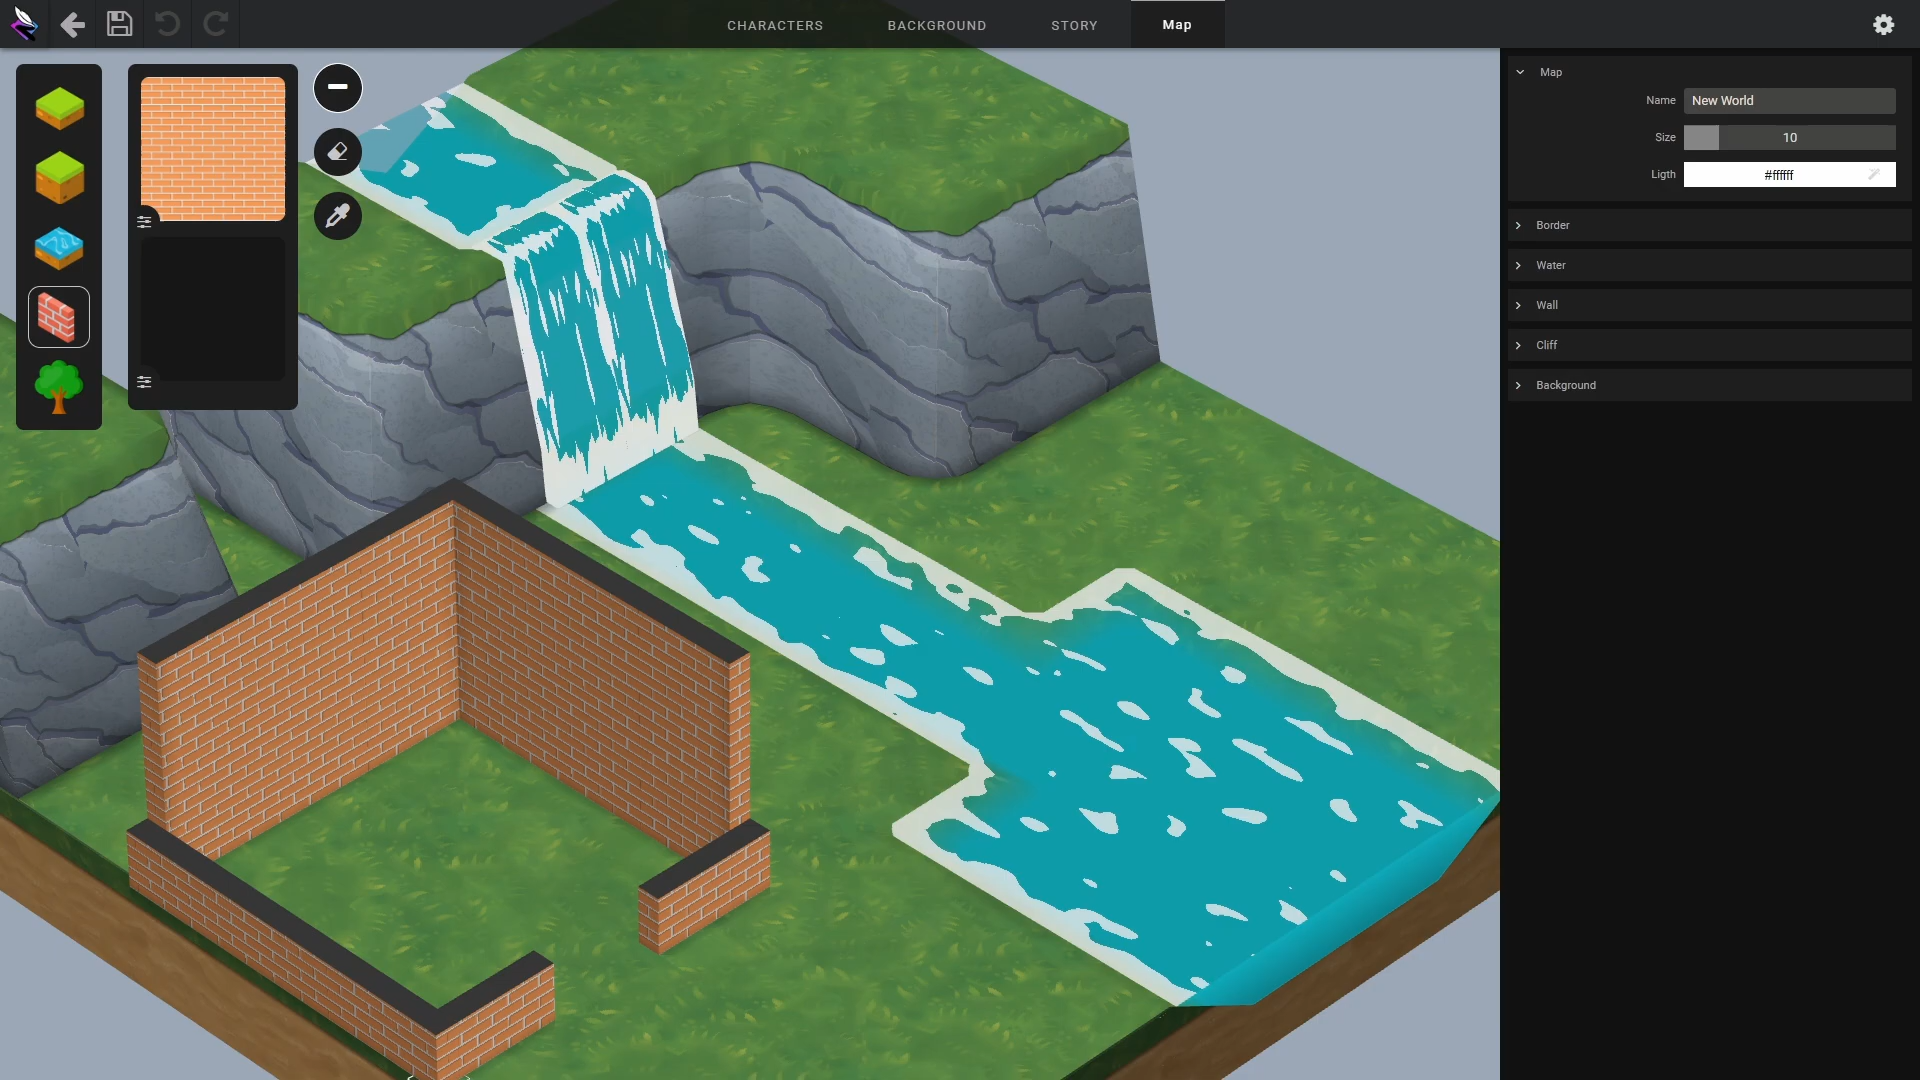 CHARACTERS
BACKGROUND
STORY
Map
Map
Name
New World
Size
10
Ligth
#ffffff
Border
Water
Wall
Cliff
Background